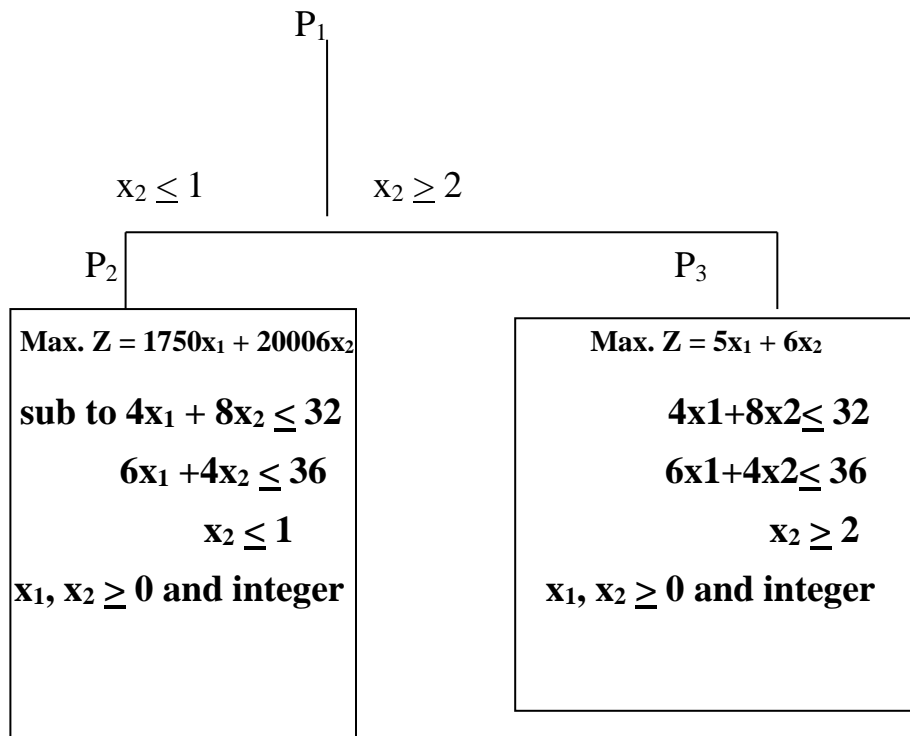 P₁
x₂ ≤ 1
x₂ ≥ 2
P₂
P₃
Max. Z = 1750x₁ + 20006x₂
sub to 4x₁ + 8x₂ ≤ 32
6x₁ +4x₂ ≤ 36
x₂ ≤ 1
x₁, x₂ ≥ 0 and integer
Max. Z = 5x₁ + 6x₂
4x1+8x2≤ 32
6x1+4x2≤ 36
x₂ ≥ 2
x₁, x₂ ≥ 0 and integer